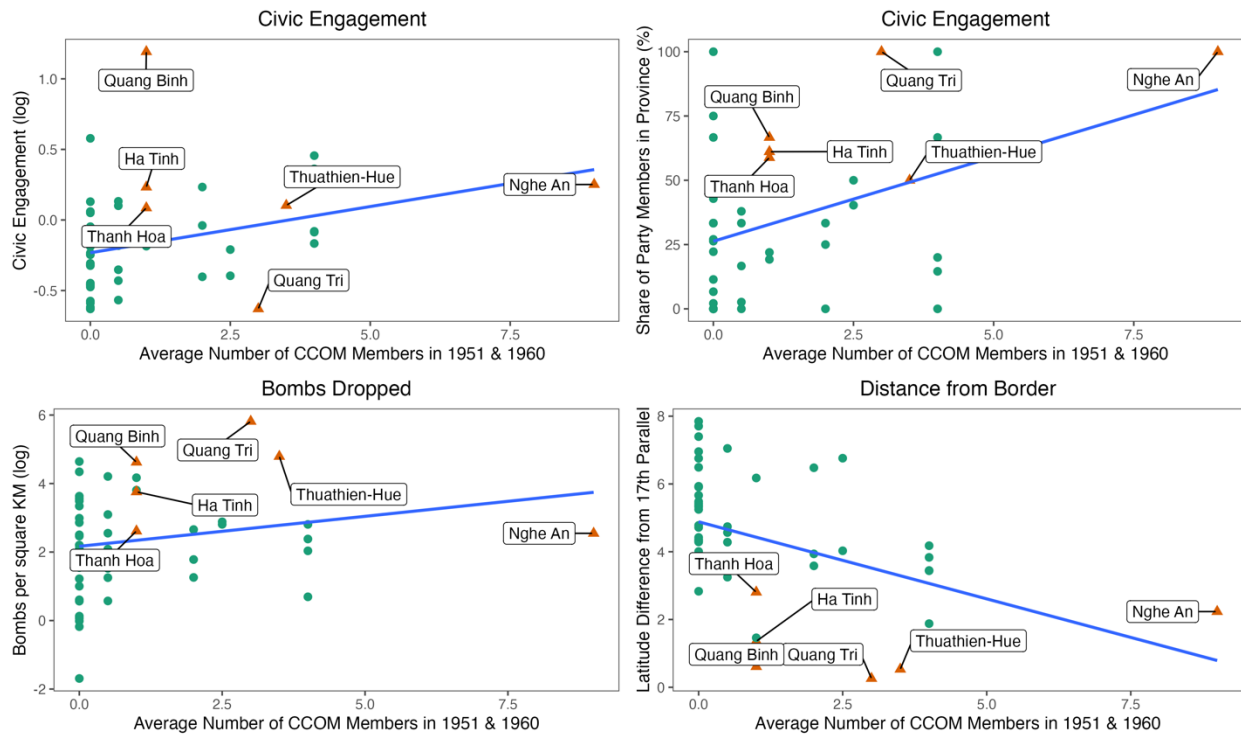 Civic Engagement
Civic Engagement (log)
1.0
0.5
0.0
-0.5
Quang Binh
Ha Tinh
Thuathien-Hue
Nghe An
Thanh Hoa
Quang Tri
0.0 2.5 5.0 7.5
Average Number of CCOM Members in 1951 & 1960
Civic Engagement
Share of Party Members in Province (%)
100
75
50
25
0
Quang Tri
Nghe An
Quang Binh
Ha Tinh
Thuathien-Hue
Thanh Hoa
0.0 2.5 5.0 7.5
Average Number of CCOM Members in 1951 & 1960
Bombs Dropped
Bombs per square KM (log)
6
4
2
0
-2
Quang Binh
Quang Tri
Ha Tinh
Thuathien-Hue
Thanh Hoa
Nghe An
0.0 2.5 5.0 7.5
Average Number of CCOM Members in 1951 & 1960
Distance from Border
Latitude Difference from 17th Parallel
8
6
4
2
0
Thanh Hoa
Ha Tinh
Nghe An
Quang Binh
Quang Tri
Thuathien-Hue
0.0 2.5 5.0 7.5
Average Number of CCOM Members in 1951 & 1960